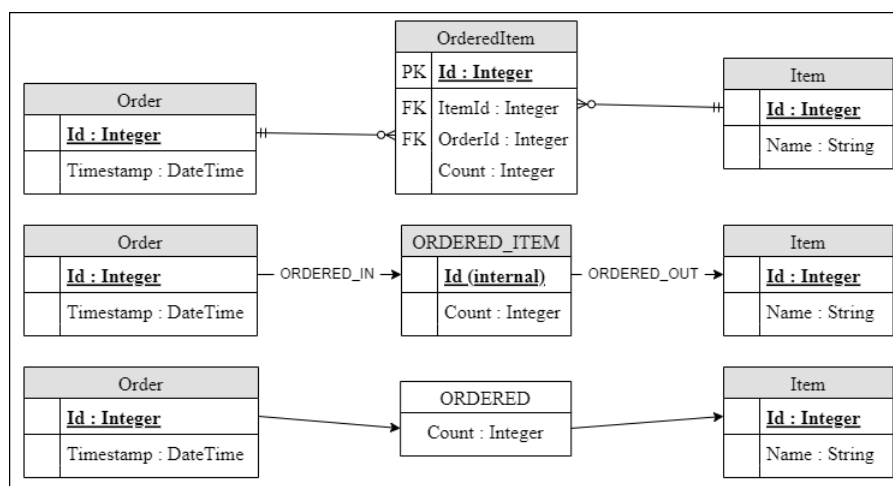 OrderedItem
PK Id : Integer
FK ItemId : Integer
FK OrderId : Integer
Count : Integer
Order
Id : Integer
Timestamp : DateTime
Item
Id : Integer
Name : String
Order
Id : Integer
Timestamp : DateTime
ORDERED_IN
ORDERED_ITEM
Id (internal)
Count : Integer
ORDERED_OUT
Item
Id : Integer
Name : String
Order
Id : Integer
Timestamp : DateTime
ORDERED
Count : Integer
Item
Id : Integer
Name : String